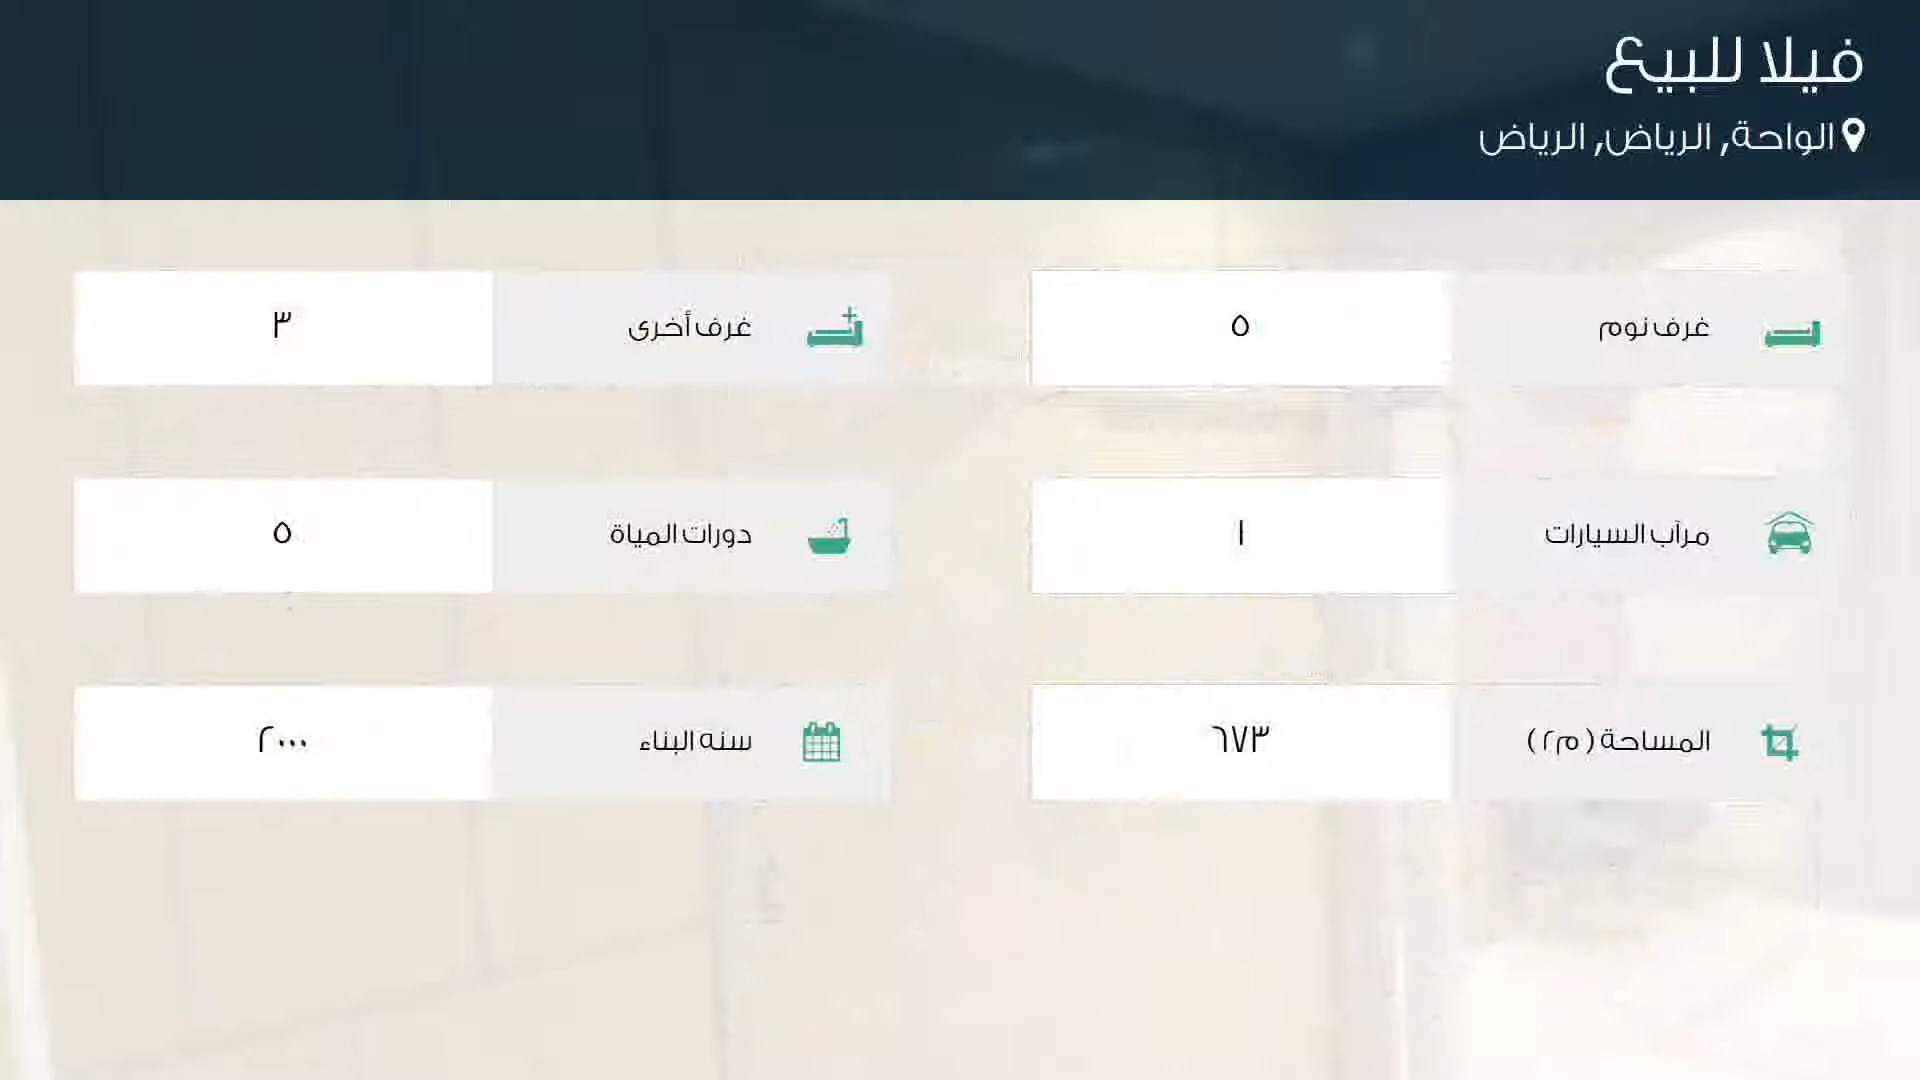 فيلا للبيع
الواحة, الرياض, الرياض
غرف نوم
٥
غرف أخرى
٣
مرآب السيارات
١
دورات المياة
٥
المساحة ( م٢ )
٦٧٣
سنه البناء
٢٠٠٠